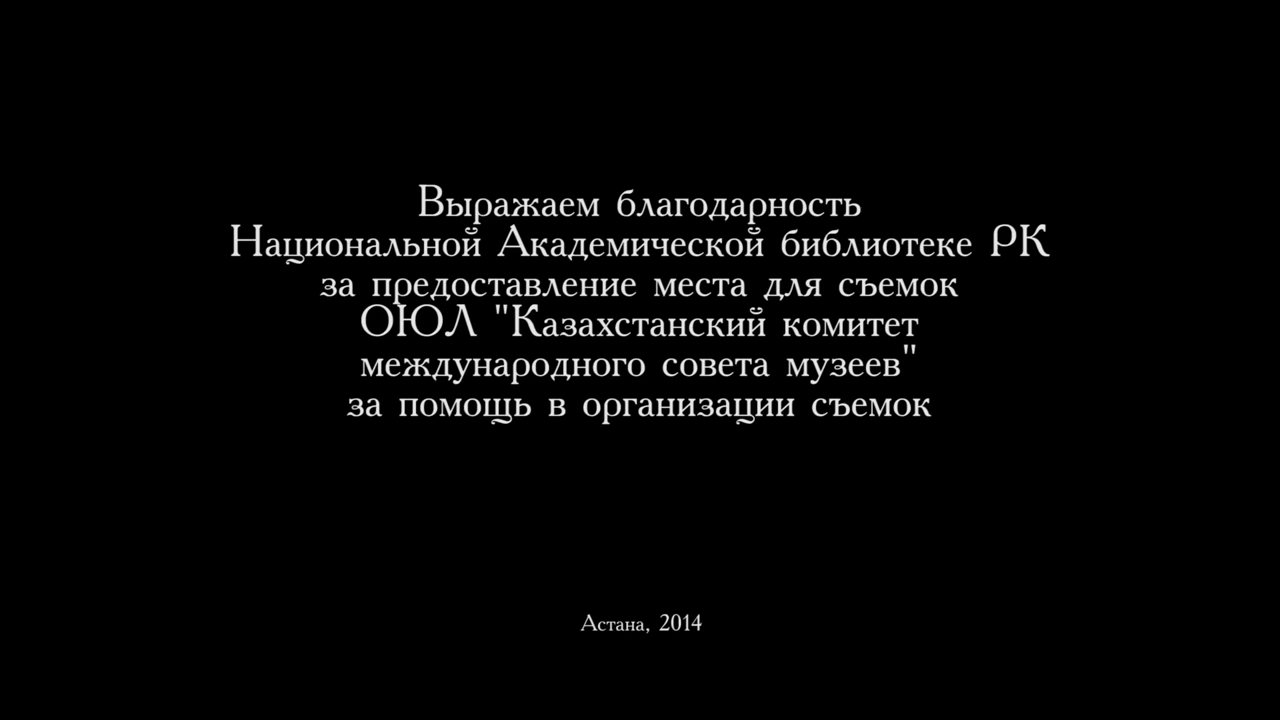 Выражаем благодарность
Национальной Академической библиотеке РК
за предоставление места для съемок
ОЮЛ "Казахстанский комитет
международного совета музеев"
за помощь в организации съемок
Астана, 2014